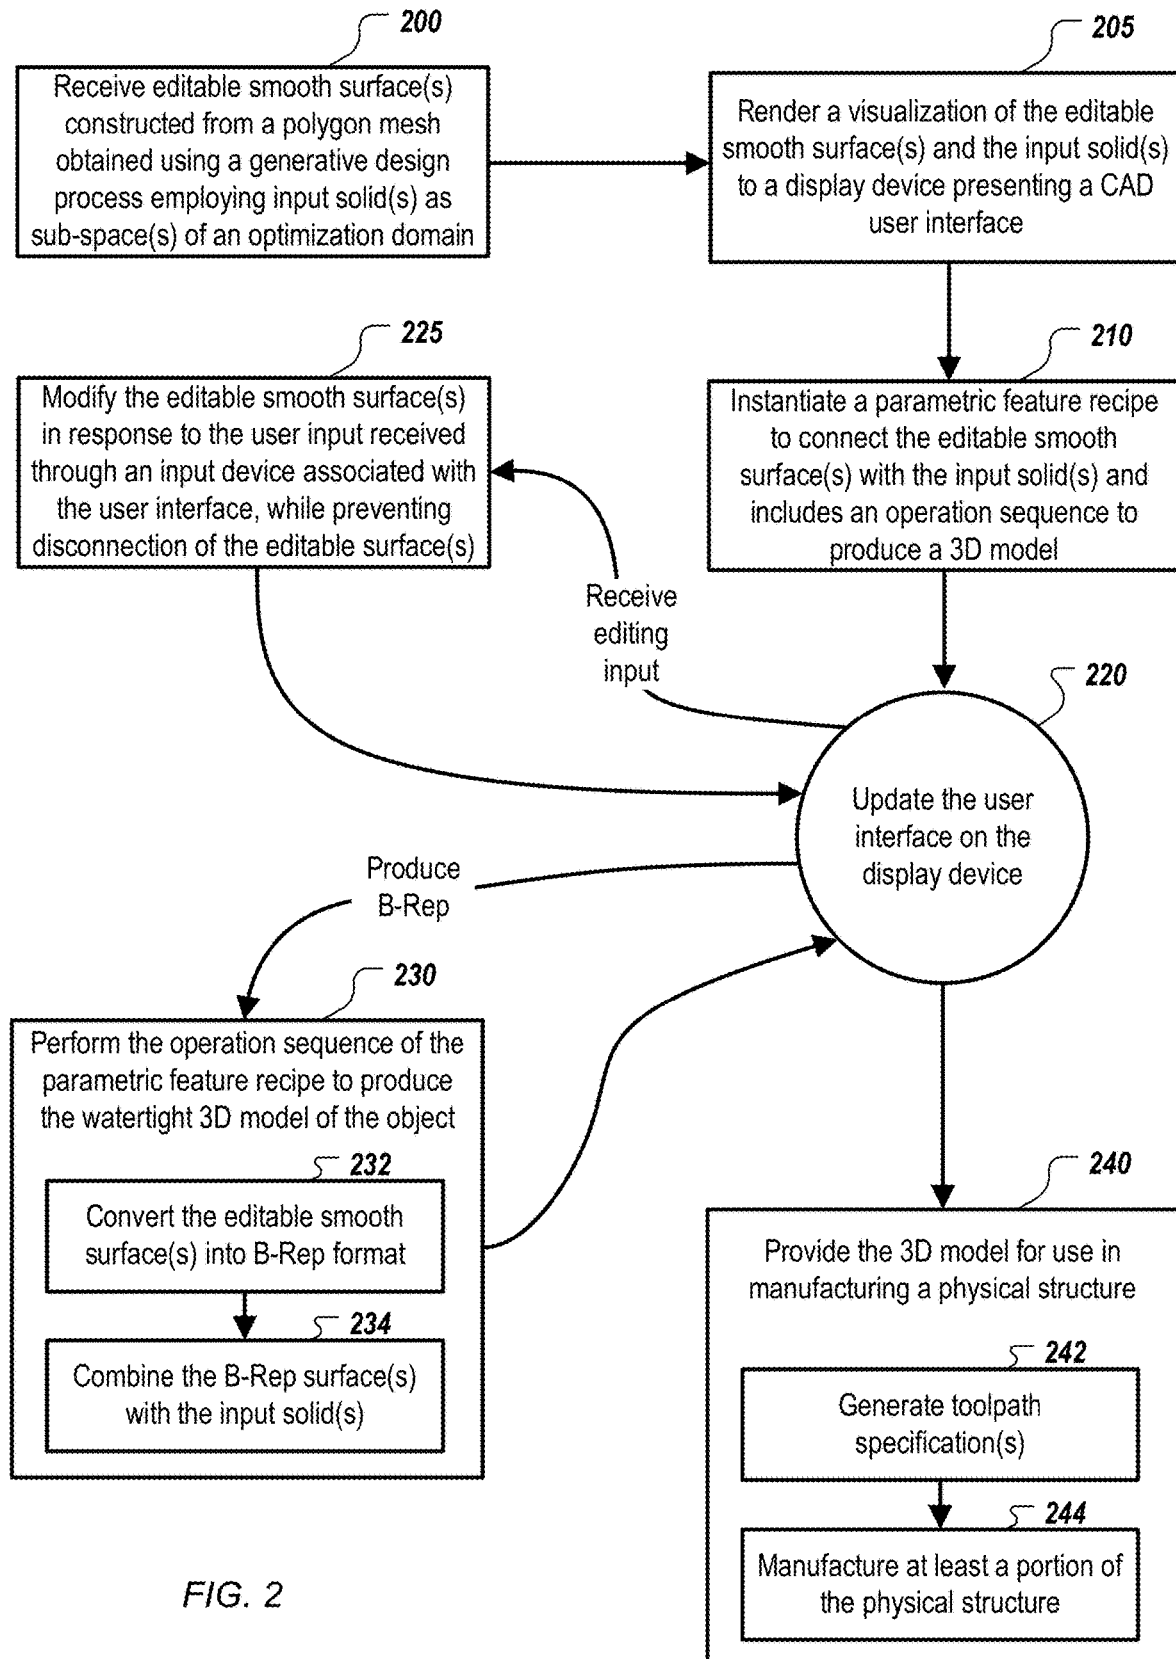 200
Receive editable smooth surface(s)
constructed from a polygon mesh
obtained using a generative design
process employing input solid(s) as
sub-space(s) of an optimization domain
205
Render a visualization of the editable
smooth surface(s) and the input solid(s)
to a display device presenting a CAD
user interface
225
Modify the editable smooth surface(s)
in response to the user input received
through an input device associated with
the user interface, while preventing
disconnection of the editable surface(s)
210
Instantiate a parametric feature recipe
to connect the editable smooth
surface(s) with the input solid(s) and
includes an operation sequence to
produce a 3D model
Receive
editing
input
220
Update the user
interface on the
display device
Produce
B-Rep
230
Perform the operation sequence of the
parametric feature recipe to produce
the watertight 3D model of the object
232
Convert the editable smooth
surface(s) into B-Rep format
234
Combine the B-Rep surface(s)
with the input solid(s)
240
Provide the 3D model for use in
manufacturing a physical structure
242
Generate toolpath
specification(s)
244
Manufacture at least a portion of
the physical structure
FIG. 2